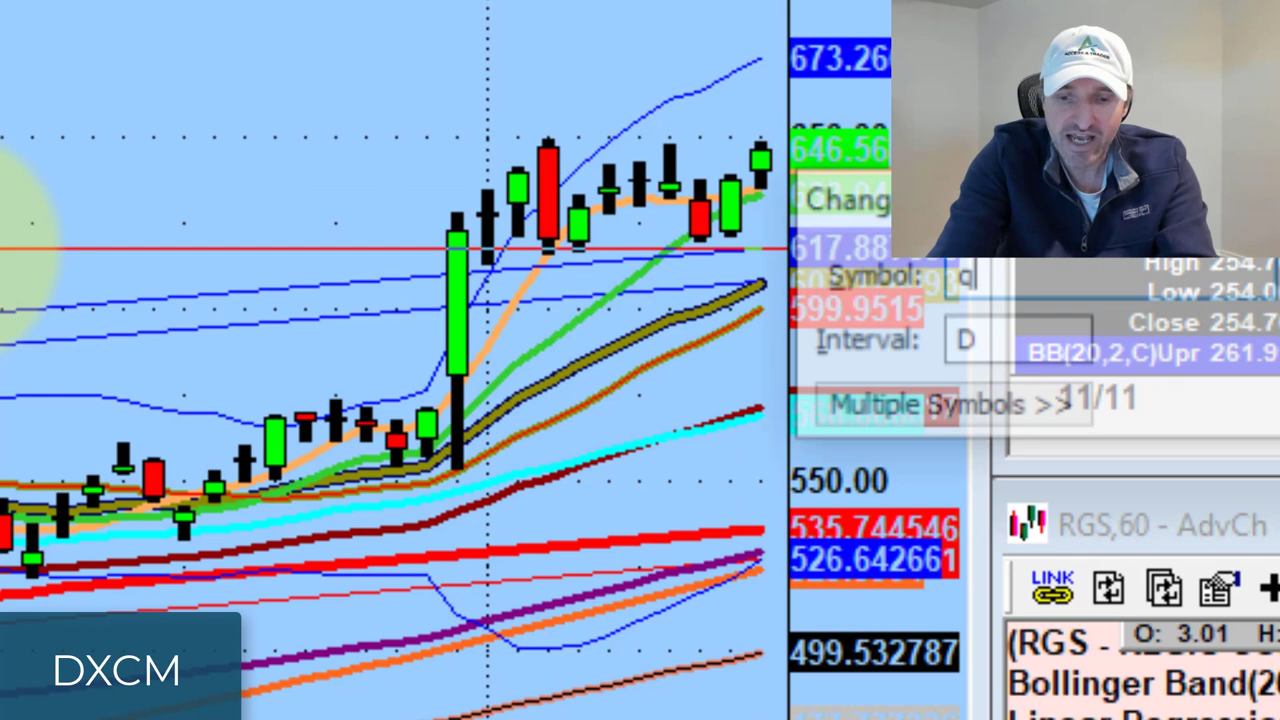 673.26
646.56
Chang
617.88
Symbol: q
599.9515
Interval: D
Multiple Symbols >>
11/11
High 254.7
Low 254.0
Close 254.7
BB(20,2,C)Upr 261.9
550.00
535.744546
526.642661
499.532787
RGS,60 - AdvCh
LINK
O: 3.01 H:
(RGS -
Bollinger Band(20
DXCM